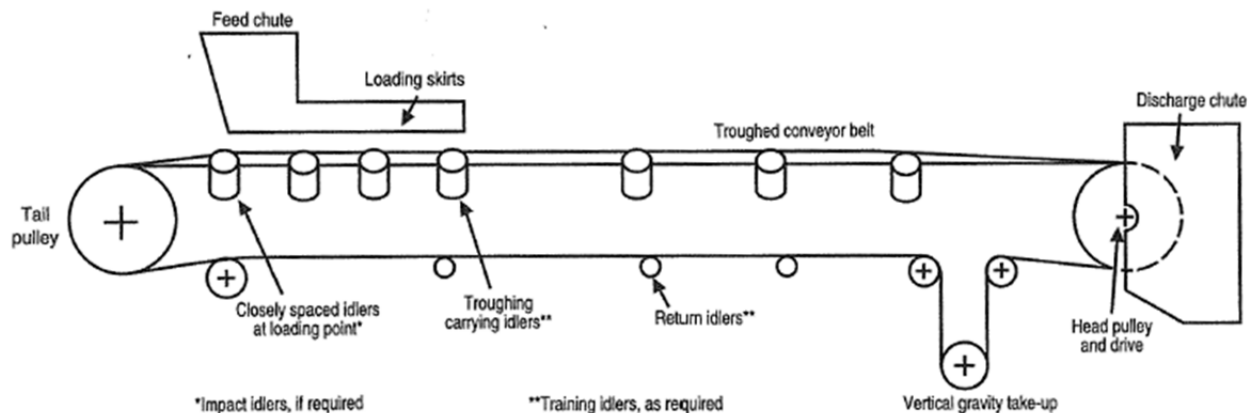 Feed chute
Loading skirts
Discharge chute
Troughed conveyor belt
Tail
pulley
Closely spaced idlers
at loading point*
Troughing
carrying idlers**
Return idlers**
Head pulley
and drive
*Impact idlers, if required
**Training idlers, as required
Vertical gravity take-up